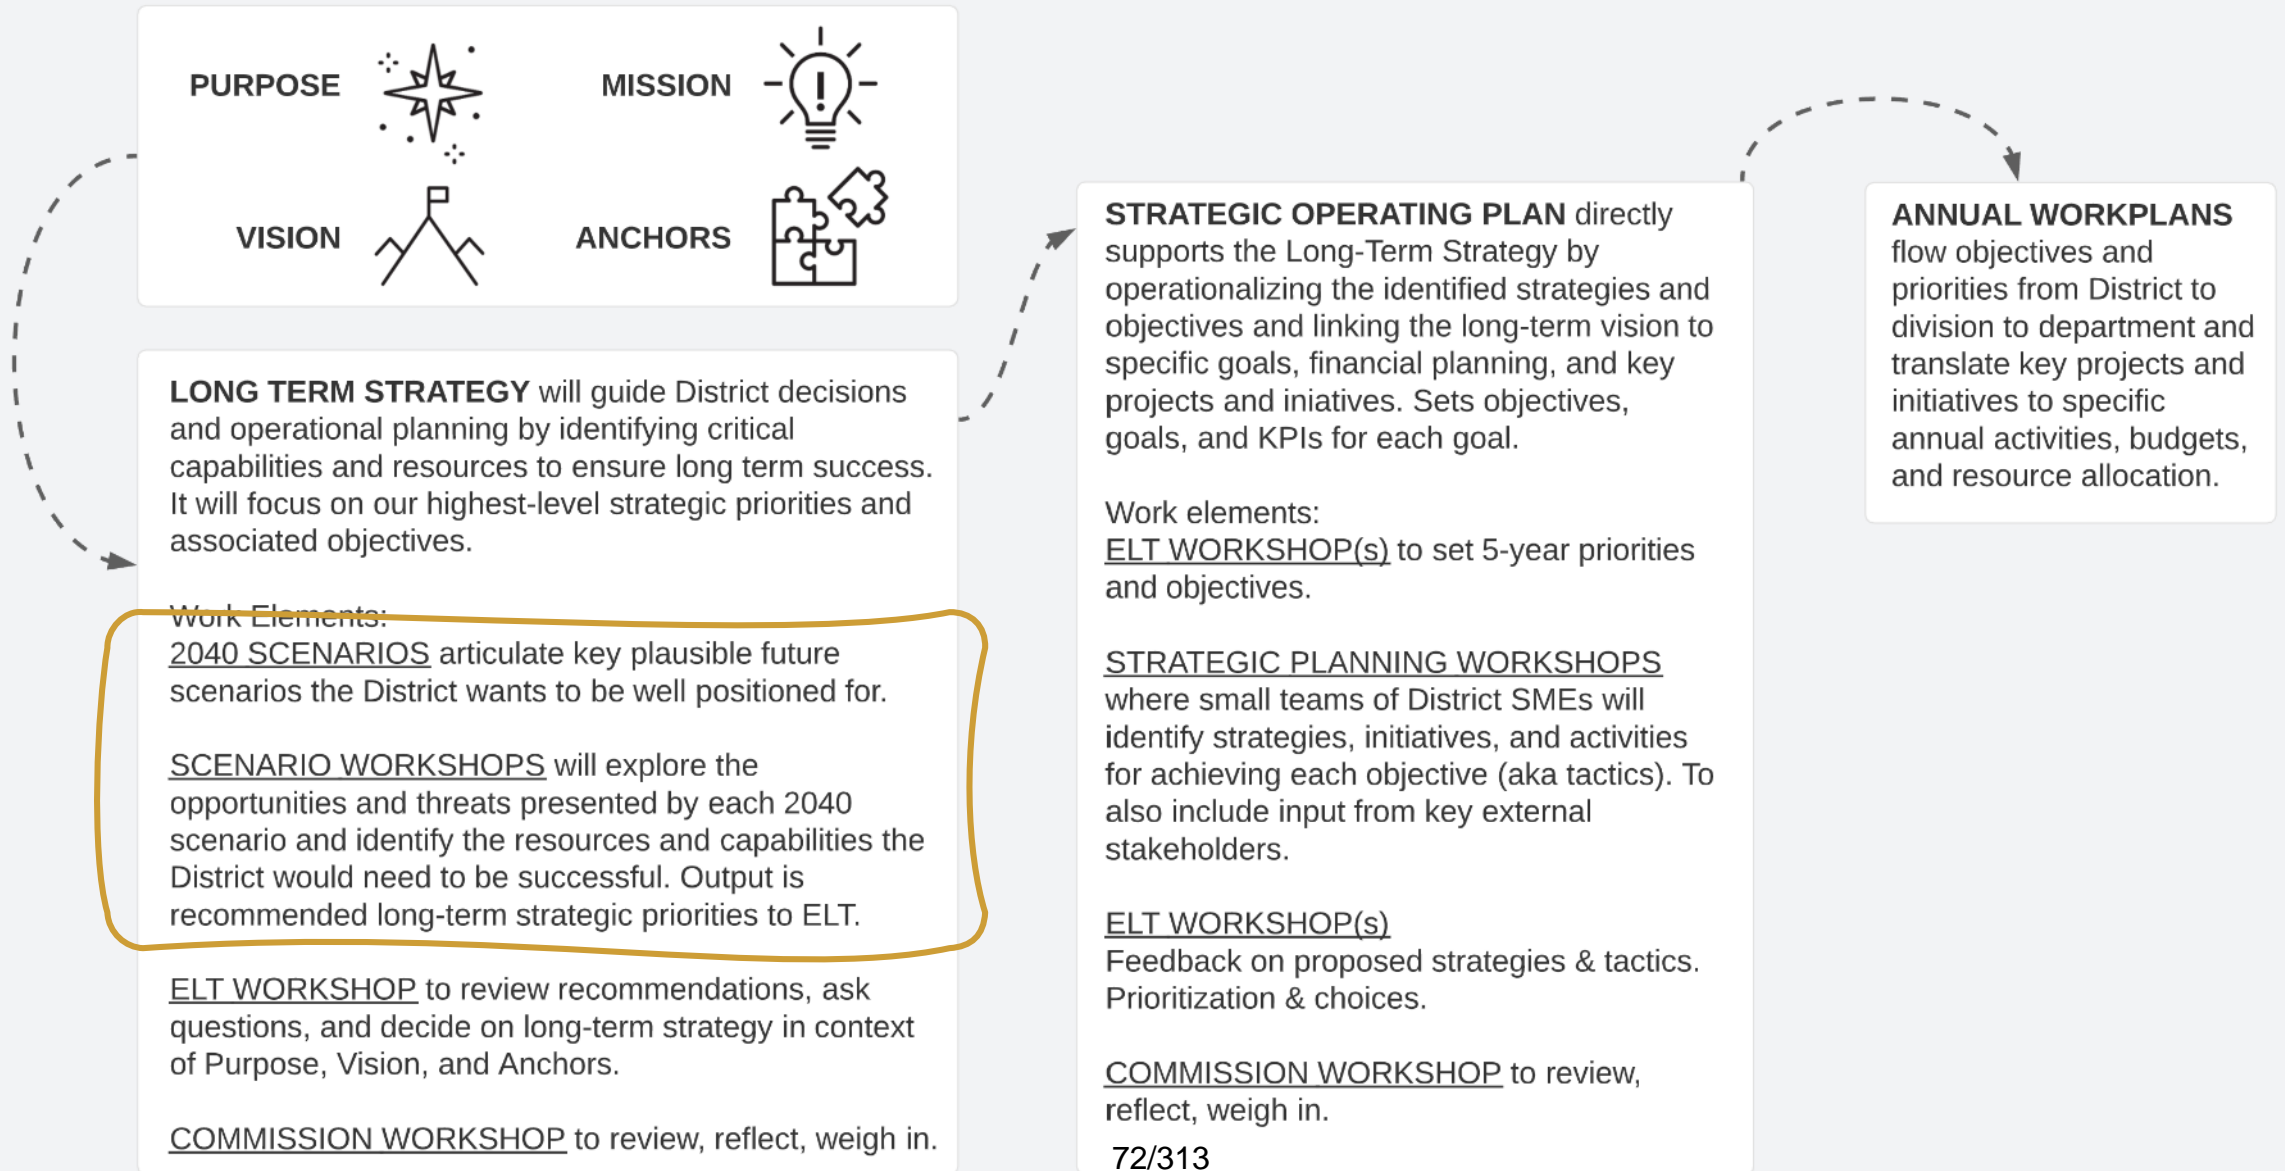 PURPOSE
MISSION
VISION
ANCHORS
LONG TERM STRATEGY will guide District decisions
and operational planning by identifying critical
capabilities and resources to ensure long term success.
It will focus on our highest-level strategic priorities and
associated objectives.
Work Elements:
2040 SCENARIOS articulate key plausible future
scenarios the District wants to be well positioned for.
SCENARIO WORKSHOPS will explore the
opportunities and threats presented by each 2040
scenario and identify the resources and capabilities the
District would need to be successful. Output is
recommended long-term strategic priorities to ELT.
ELT WORKSHOP to review recommendations, ask
questions, and decide on long-term strategy in context
of Purpose, Vision, and Anchors.
COMMISSION WORKSHOP to review, reflect, weigh in.
STRATEGIC OPERATING PLAN directly
supports the Long-Term Strategy by
operationalizing the identified strategies and
objectives and linking the long-term vision to
specific goals, financial planning, and key
projects and iniatives. Sets objectives,
goals, and KPIs for each goal.
Work elements:
ELT WORKSHOP(s) to set 5-year priorities
and objectives.
STRATEGIC PLANNING WORKSHOPS
where small teams of District SMEs will
identify strategies, initiatives, and activities
for achieving each objective (aka tactics). To
also include input from key external
stakeholders.
ELT WORKSHOP(s)
Feedback on proposed strategies & tactics.
Prioritization & choices.
COMMISSION WORKSHOP to review,
reflect, weigh in.
72/313
ANNUAL WORKPLANS
flow objectives and
priorities from District to
division to department and
translate key projects and
initiatives to specific
annual activities, budgets,
and resource allocation.